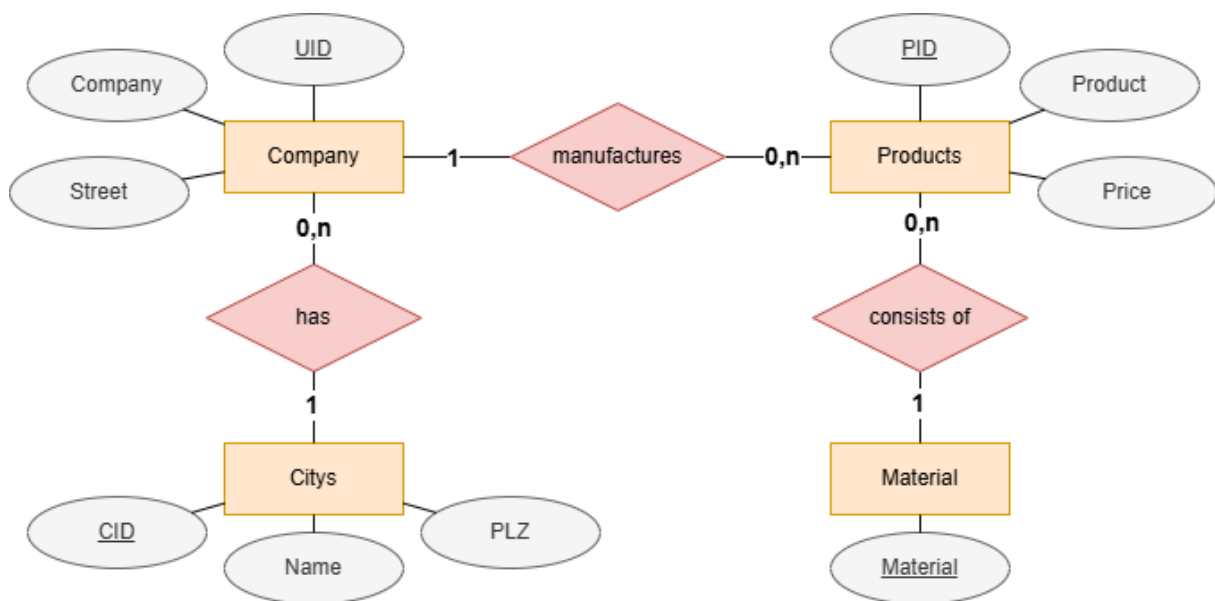 UID
PID
Company
Product
Company
1
manufactures
0,n
Products
Street
Price
0,n
0,n
has
consists of
1
1
Citys
Material
CID
PLZ
Name
Material